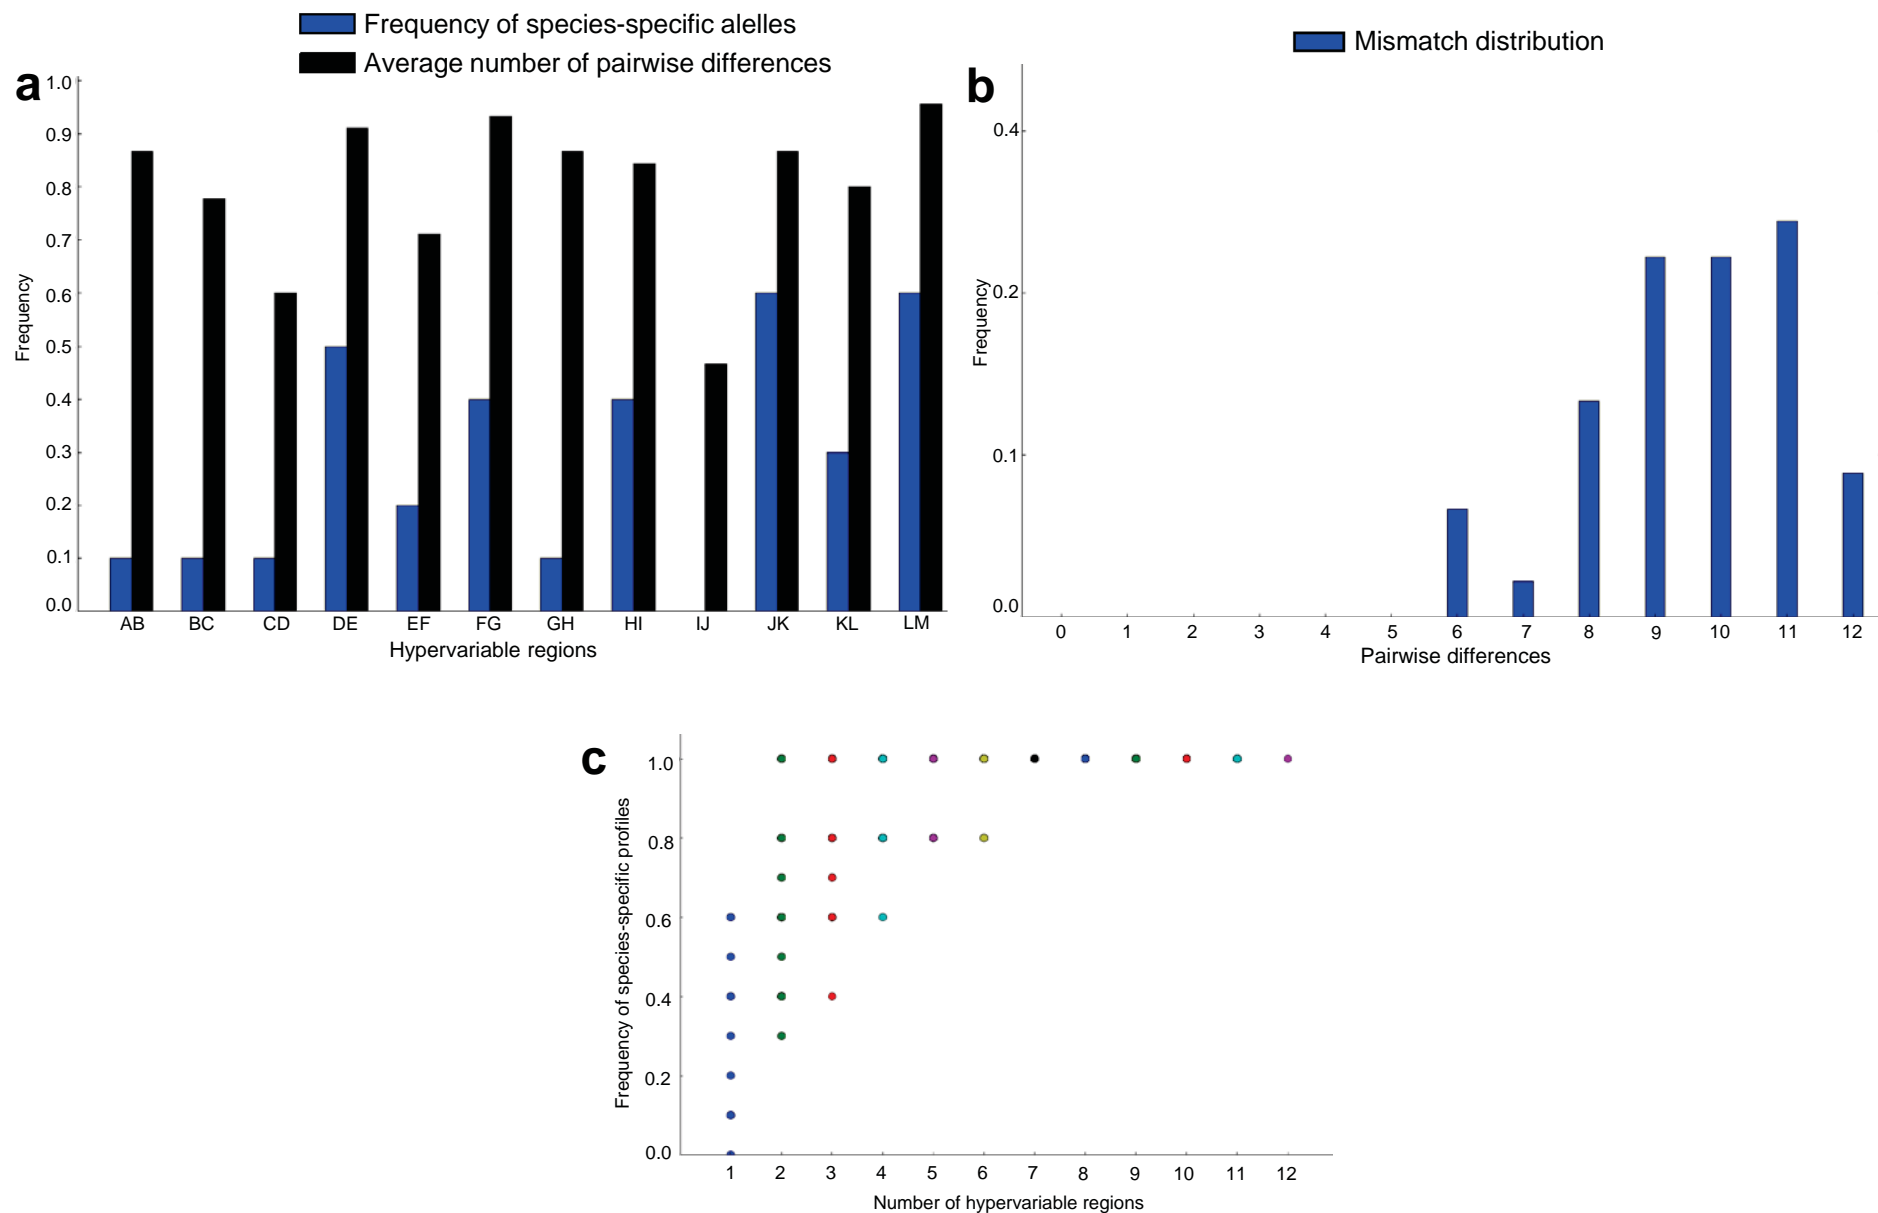 Frequency of species-specific alelles
Average number of pairwise differences
a
1.0
0.9
0.8
0.7
0.6
0.5
0.4
0.3
0.2
0.1
0.0
Frequency
AB BC CD DE EF FG GH HI IJ JK KL LM
Hypervariable regions
Mismatch distribution
b
0.4
0.2
0.1
0.0
Frequency
0 1 2 3 4 5 6 7 8 9 10 11 12
Pairwise differences
c
1.0
0.8
0.6
0.4
0.2
0.0
Frequency of species-specific profiles
1 2 3 4 5 6 7 8 9 10 11 12
Number of hypervariable regions